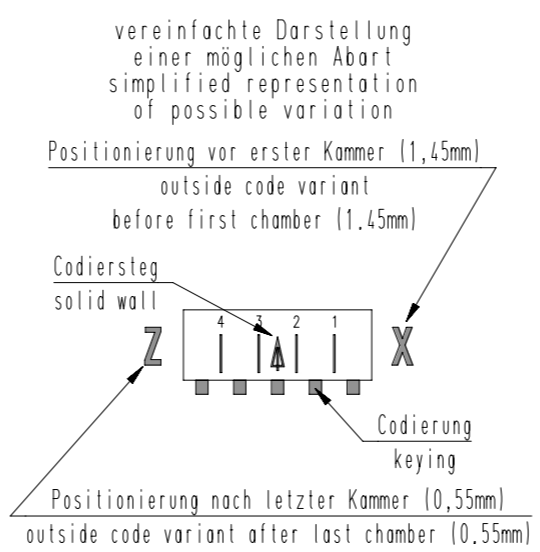 vereinfachte Darstellung
einer möglichen Abart
simplified representation
of possible variation
Positionierung vor erster Kammer (1,45mm)
outside code variant
before first chamber (1,45mm)
Codiersteg
solid wall
4 3 2 1
Z X
Codierung
keying
Positionierung nach letzter Kammer (0,55mm)
outside code variant after last chamber (0,55mm)